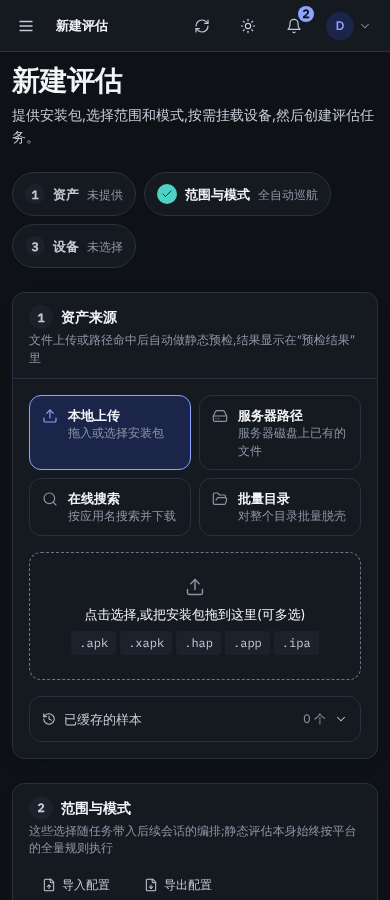 新建评估
2
D
新建评估
提供安装包,选择范围和模式,按需挂载设备,然后创建评估任
务。
1 资产 未提供
范围与模式 全自动巡航
3 设备 未选择
1 资产来源
文件上传或路径命中后自动做静态预检,结果显示在“预检结果”
里
本地上传
拖入或选择安装包
服务器路径
服务器磁盘上已有的
文件
在线搜索
按应用名搜索并下载
批量目录
对整个目录批量脱壳
点击选择,或把安装包拖到这里(可多选)
.apk .xapk .hap .app .ipa
已缓存的样本 0 个
2 范围与模式
这些选择随任务带入后续会话的编排;静态评估本身始终按平台
的全量规则执行
导入配置 导出配置